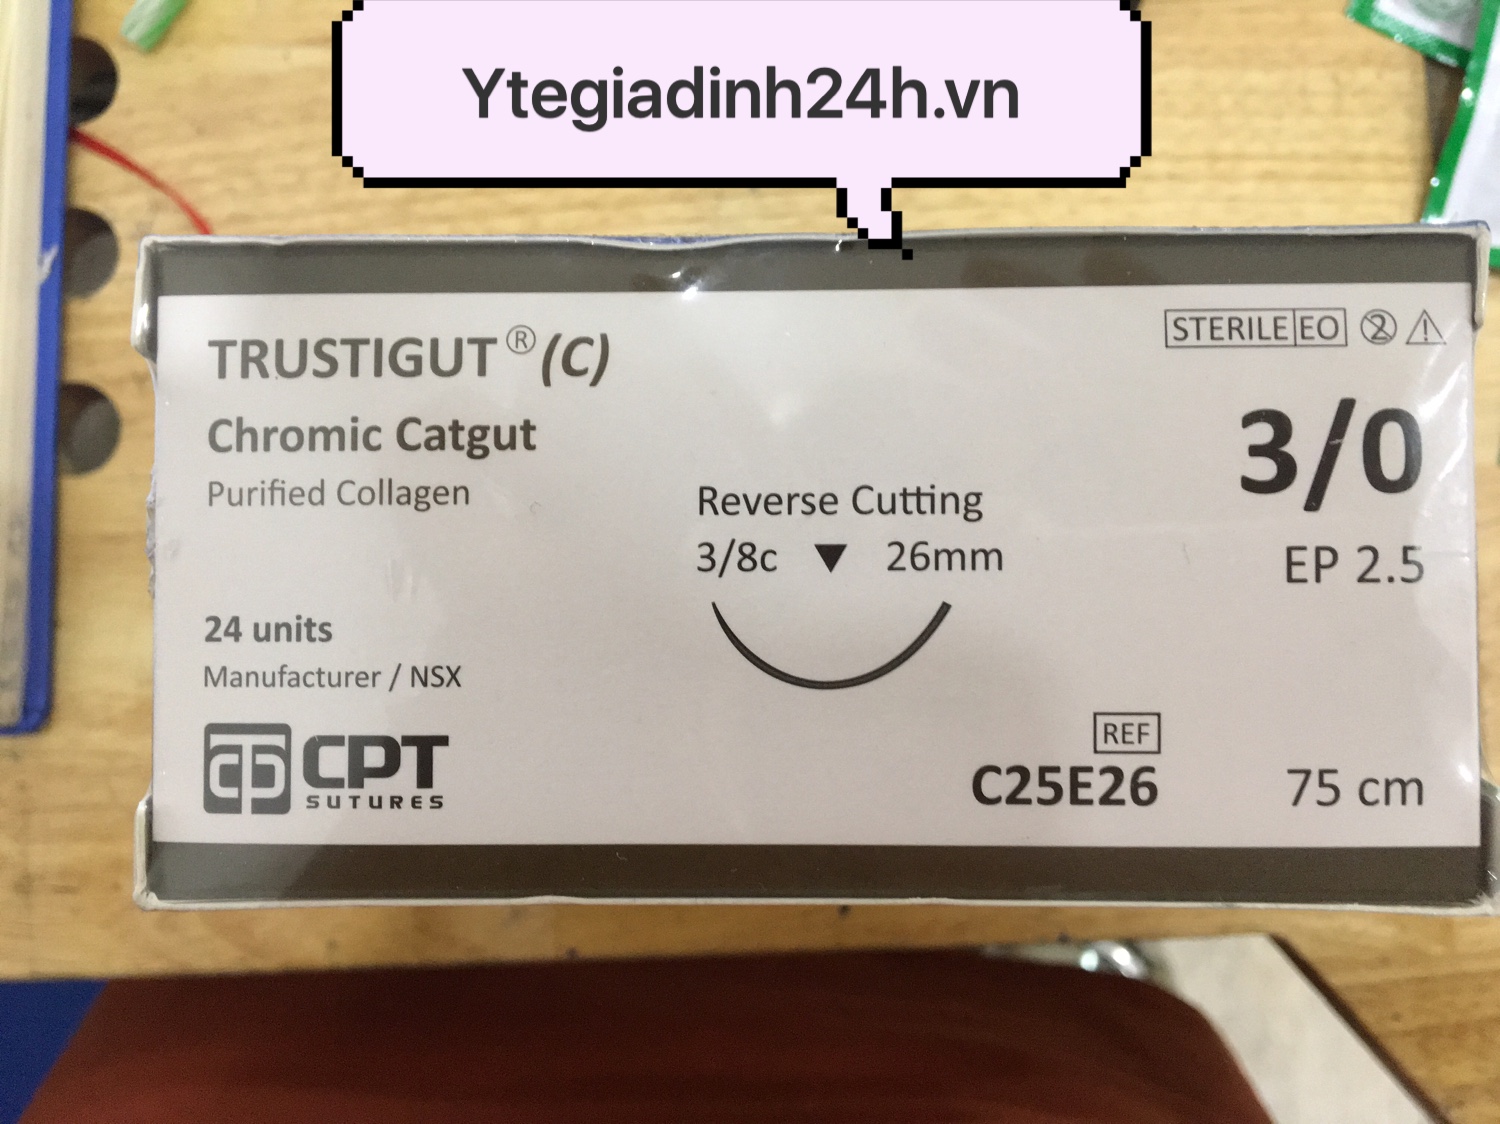 Ytegiadinh24h.vn
TRUSTIGUT® (C)
STERILE EO
Chromic Catgut
3/0
Purified Collagen
Reverse Cutting
3/8c ▼ 26mm
EP 2.5
24 units
Manufacturer / NSX
CPT
SUTURES
REF
C25E26
75 cm